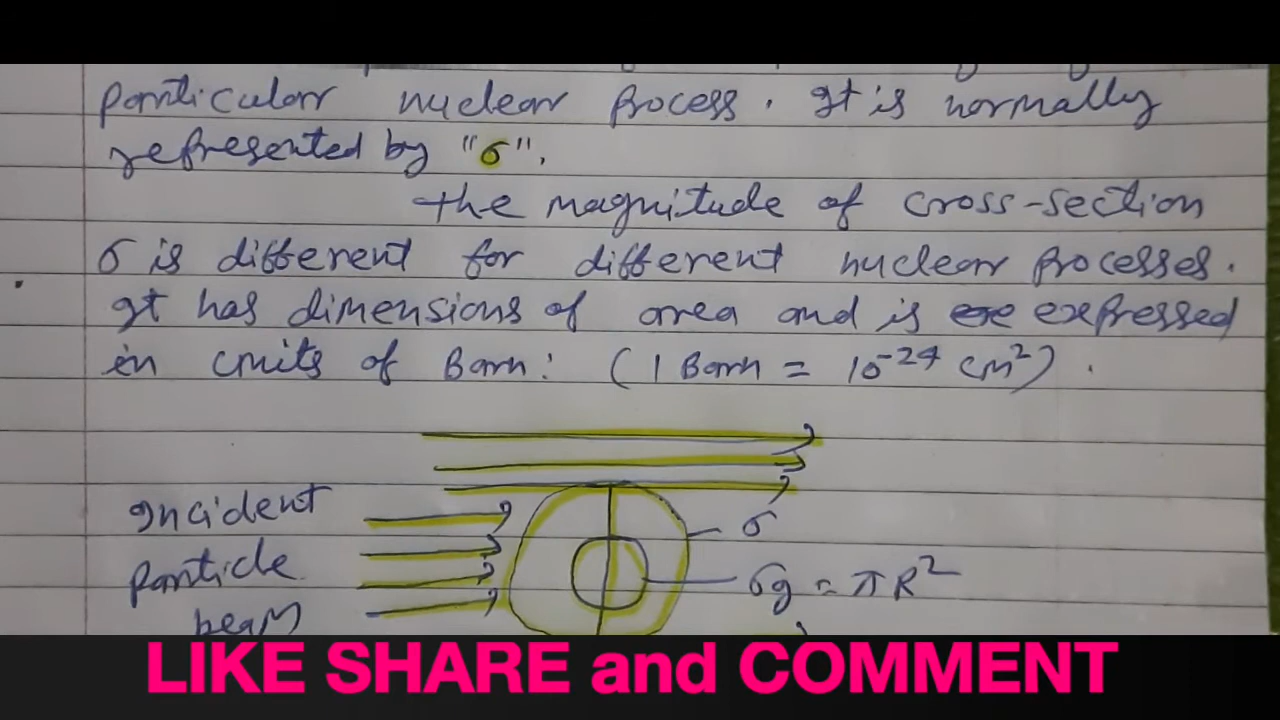 particular nuclear process. It is normally
represented by "σ".
the magnitude of cross-section
σ is different for different nuclear processes.
It has dimensions of area and is exe expressed
in units of Barn: (1 Barn = 10⁻²⁴ cm²).
Incident
particle
beam
σ
σg = πR²
LIKE SHARE and COMMENT